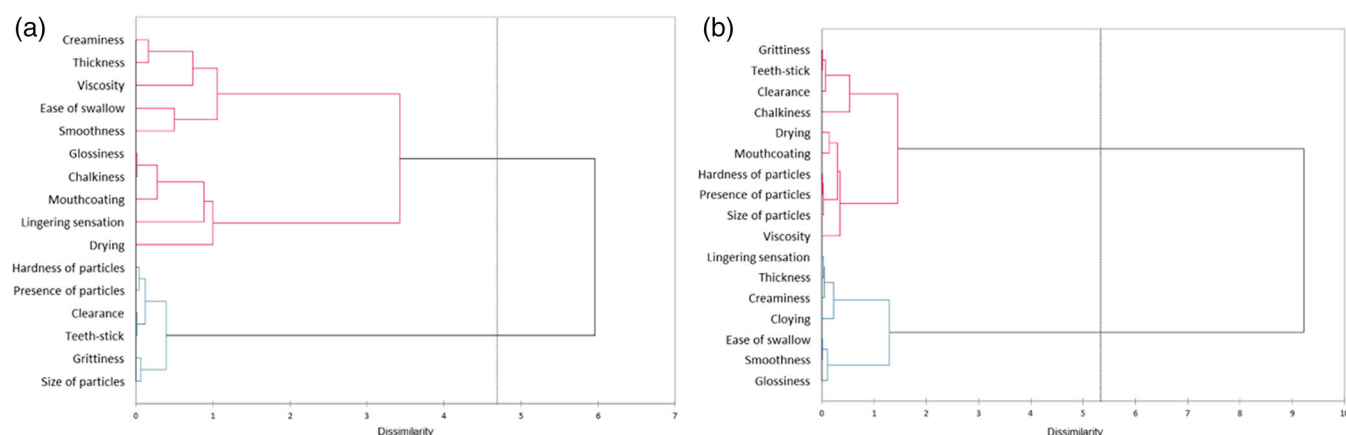 (a)
Creaminess
Thickness
Viscosity
Ease of swallow
Smoothness
Glossiness
Chalkiness
Mouthcoating
Lingering sensation
Drying
Hardness of particles
Presence of particles
Clearance
Teeth-stick
Grittiness
Size of particles
0 1 2 3 4 5 6 7
Dissimilarity
(b)
Grittiness
Teeth-stick
Clearance
Chalkiness
Drying
Mouthcoating
Hardness of particles
Presence of particles
Size of particles
Viscosity
Lingering sensation
Thickness
Creaminess
Cloying
Ease of swallow
Smoothness
Glossiness
0 1 2 3 4 5 6 7 8 9 10
Dissimilarity